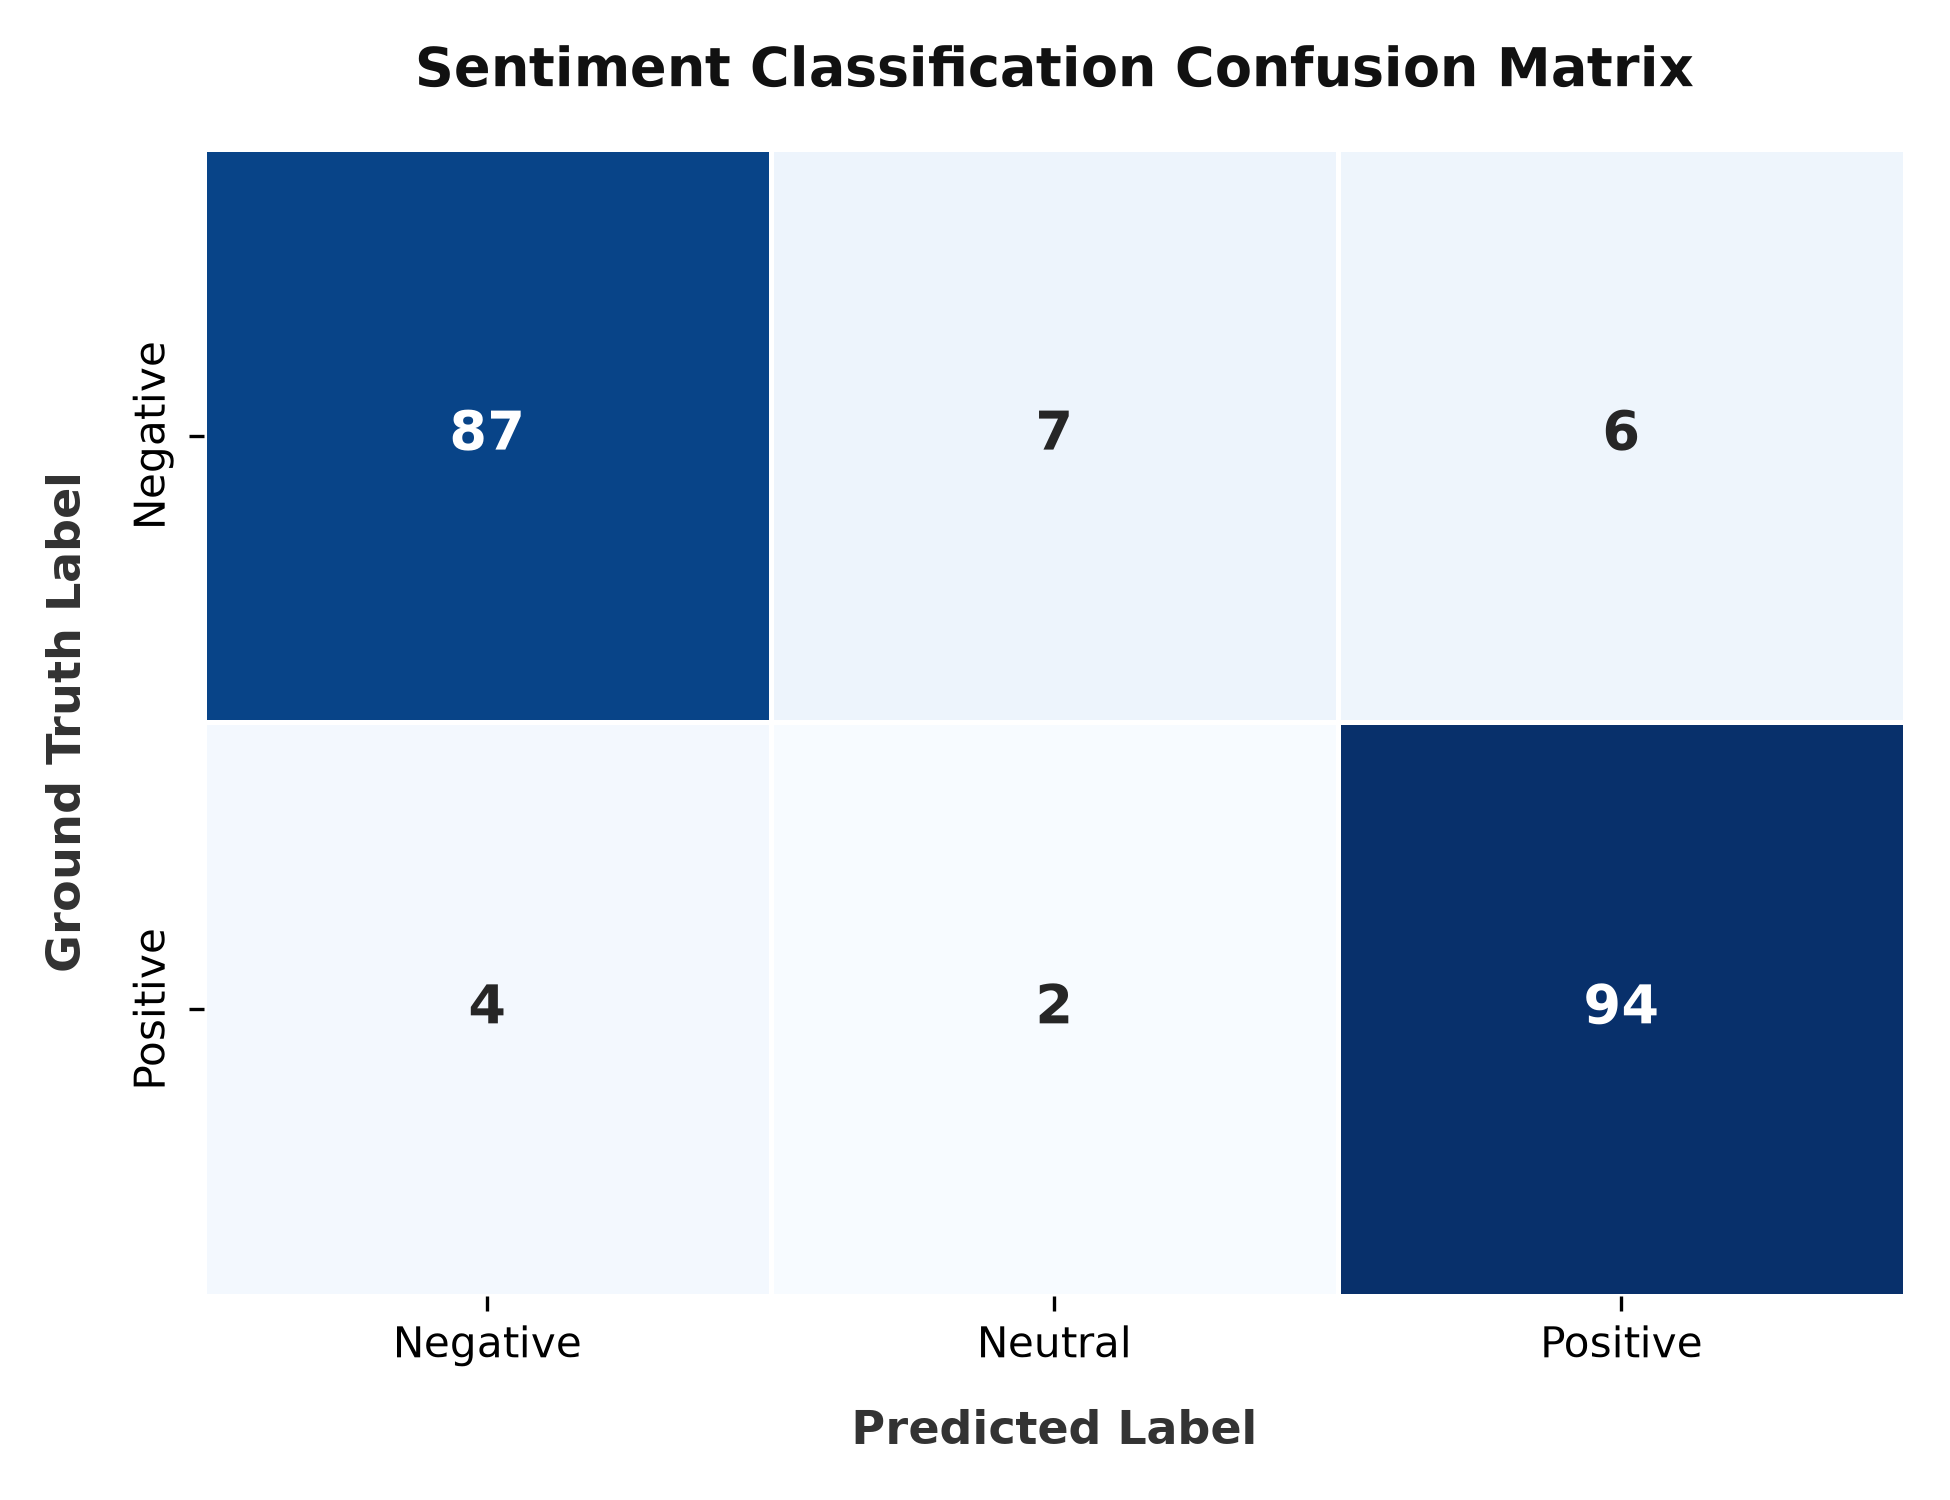 Sentiment Classification Confusion Matrix
Ground Truth Label
Negative
87
7
6
Positive
4
2
94
Negative
Neutral
Positive
Predicted Label